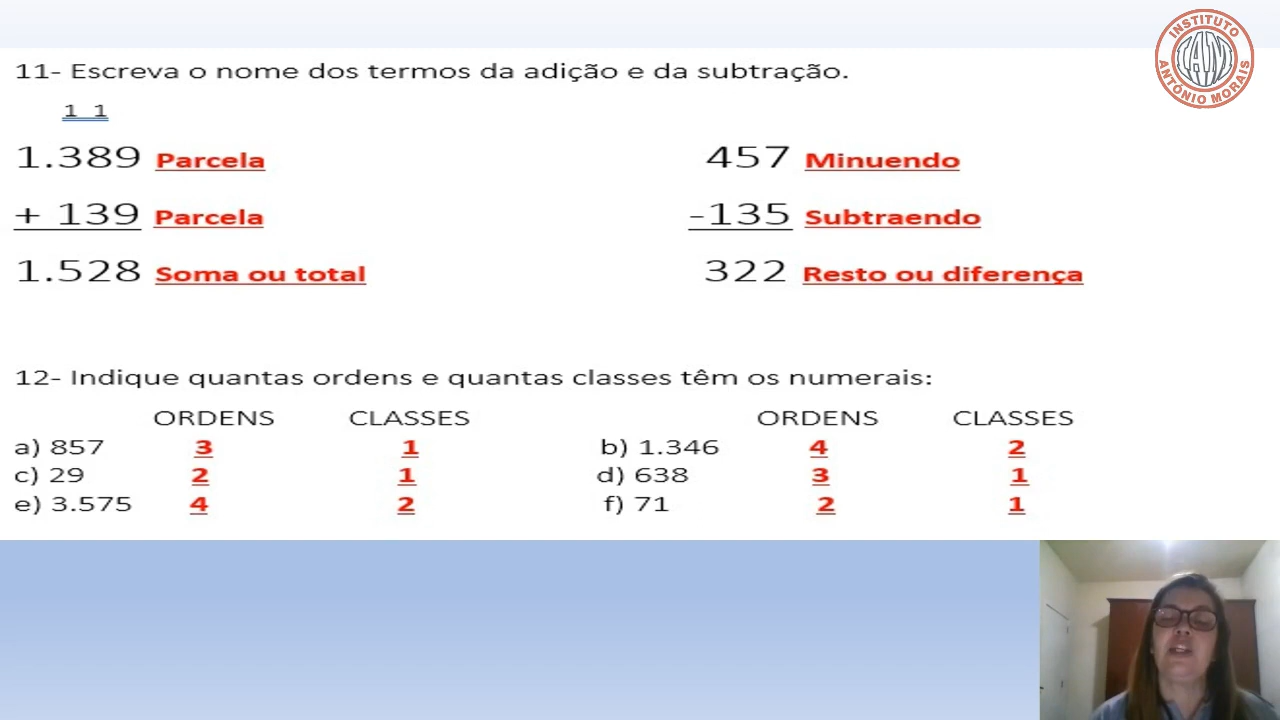 INSTITUTO
IAM
ANTÓNIO MORAIS
11- Escreva o nome dos termos da adição e da subtração.
1 1
1.389 Parcela 457 Minuendo
+ 139 Parcela -135 Subtraendo
1.528 Soma ou total 322 Resto ou diferença
12- Indique quantas ordens e quantas classes têm os numerais:
ORDENS CLASSES ORDENS CLASSES
a) 857 3 1 b) 1.346 4 2
c) 29 2 1 d) 638 3 1
e) 3.575 4 2 f) 71 2 1